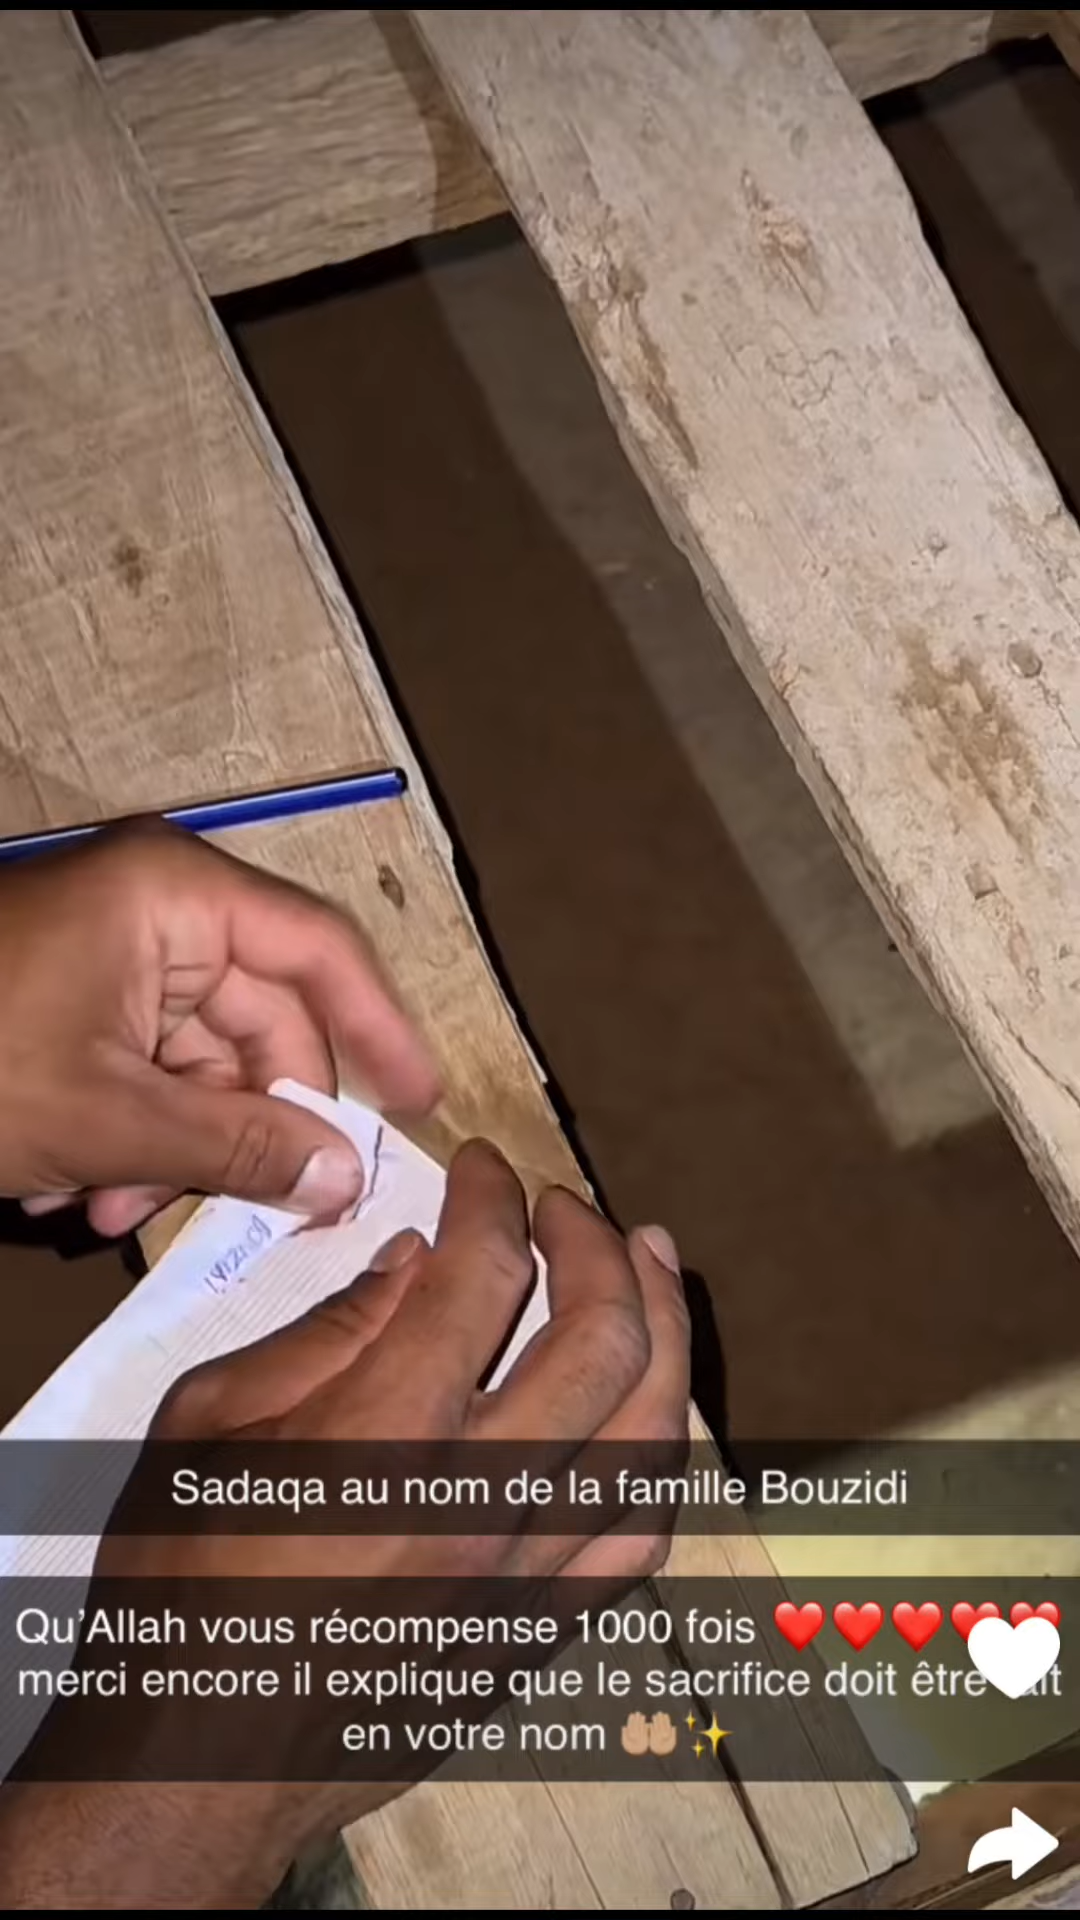 BOUZIDI
Sadaqa au nom de la famille Bouzidi
Qu'Allah vous récompense 1000 fois ❤️❤️❤️❤️❤️
merci encore il explique que le sacrifice doit être
en votre nom 🤲🏼✨